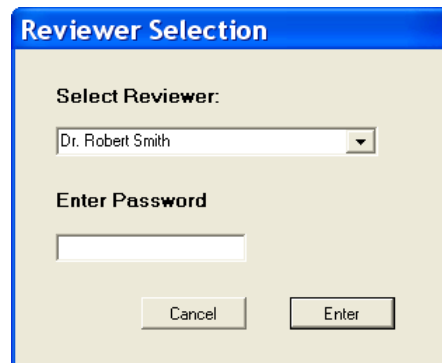 Reviewer Selection
Select Reviewer:
Dr. Robert Smith
Enter Password
Cancel Enter